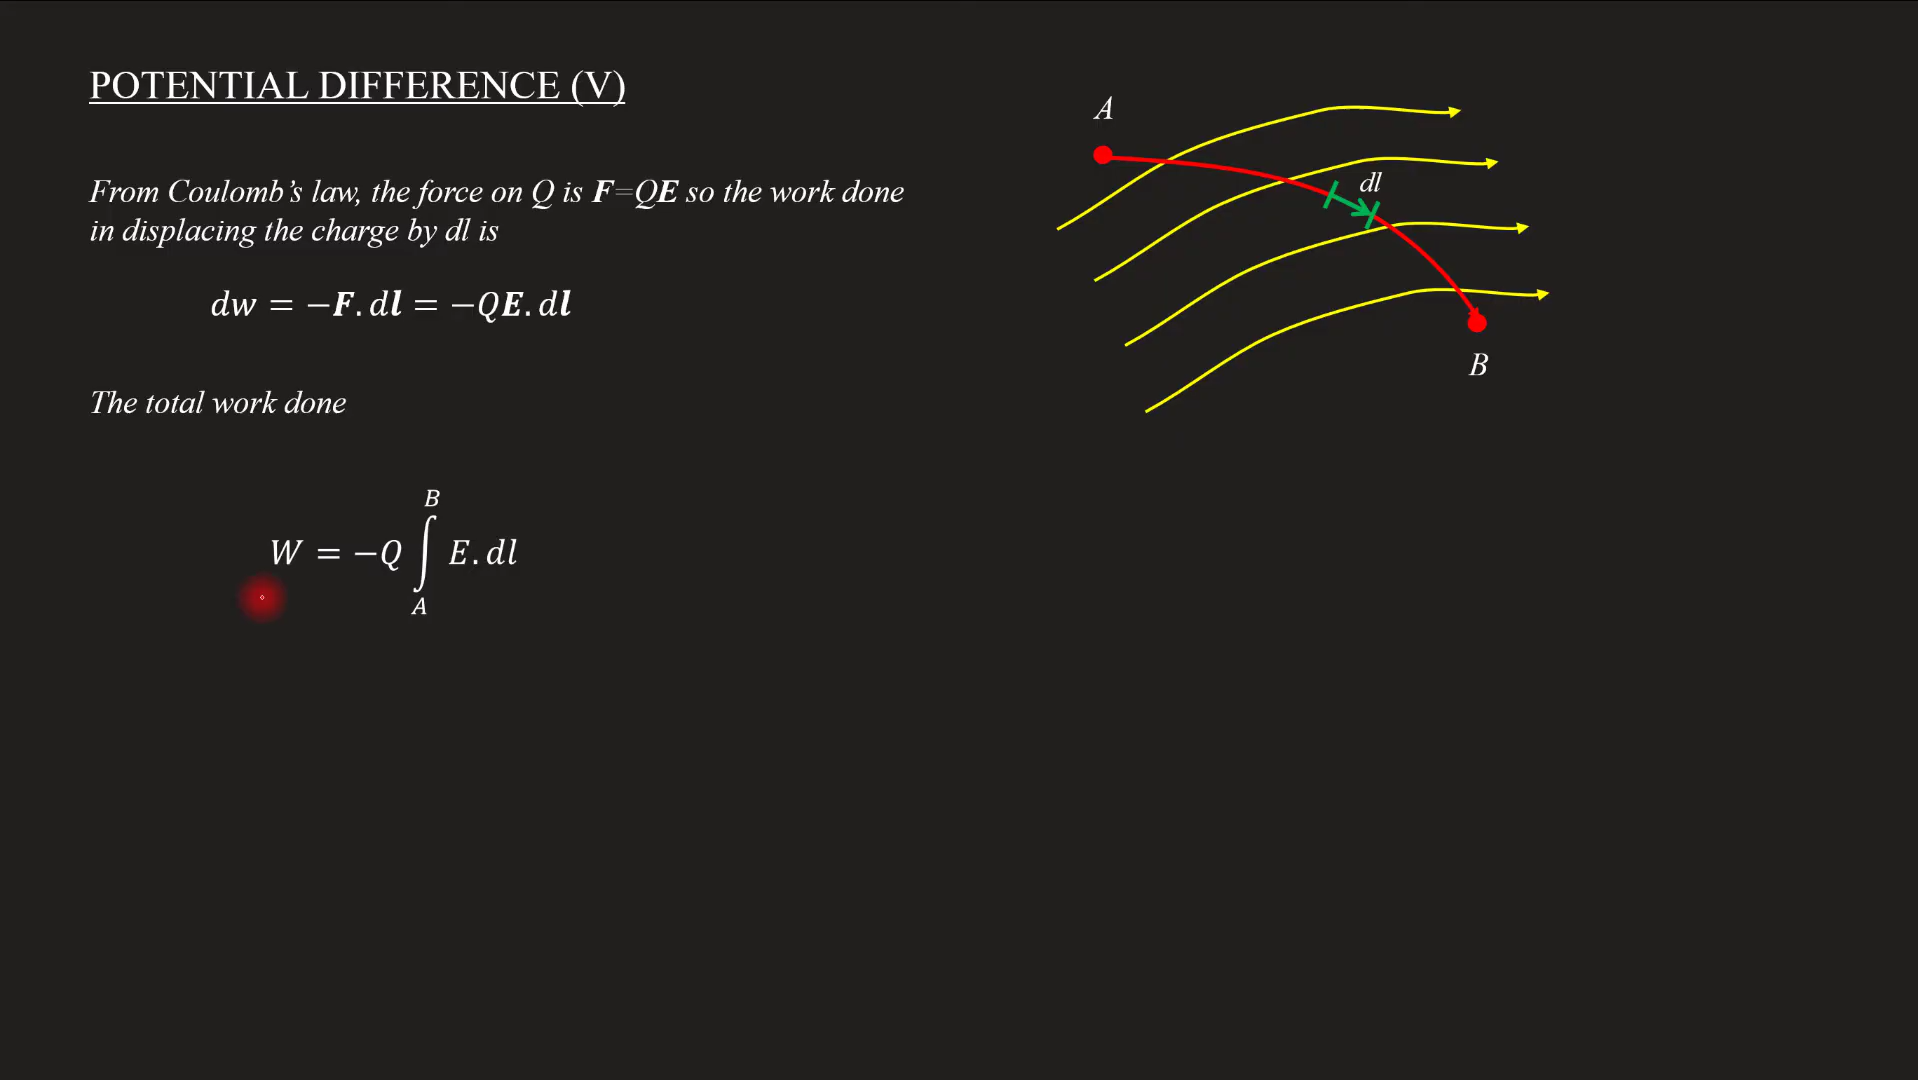 POTENTIAL DIFFERENCE (V)
From Coulomb’s law, the force on Q is F=QE so the work done
in displacing the charge by dl is
dw = −F. dl = −QE. dl
The total work done
W = −Q ∫ E. dl
B
A
A
dl
B